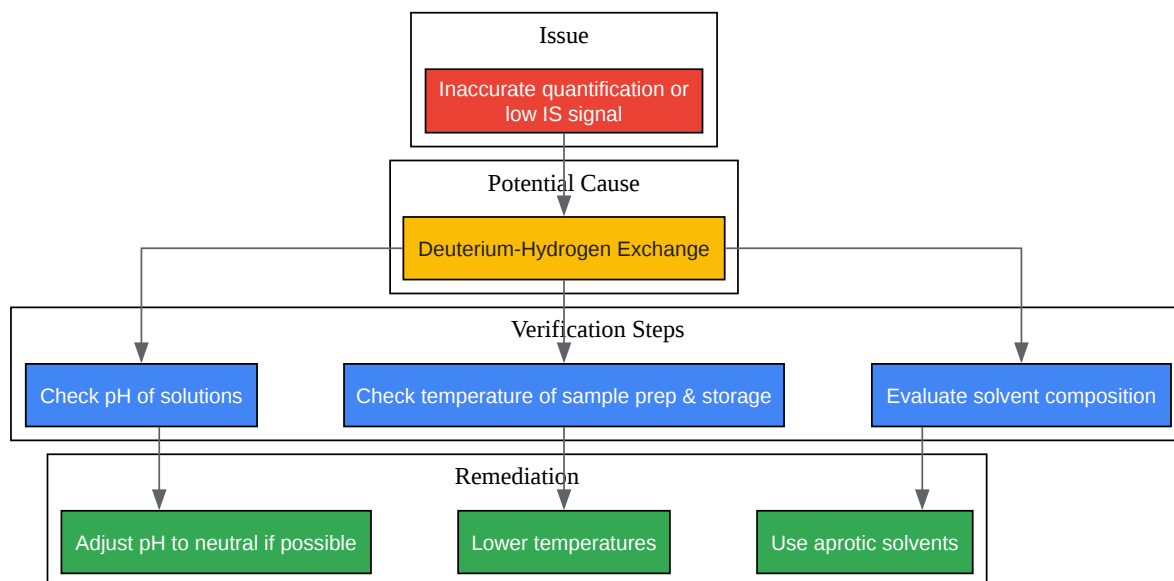 Issue
Inaccurate quantification or
low IS signal
Potential Cause
Deuterium-Hydrogen Exchange
Verification Steps
Check pH of solutions
Check temperature of sample prep & storage
Evaluate solvent composition
Remediation
Adjust pH to neutral if possible
Lower temperatures
Use aprotic solvents